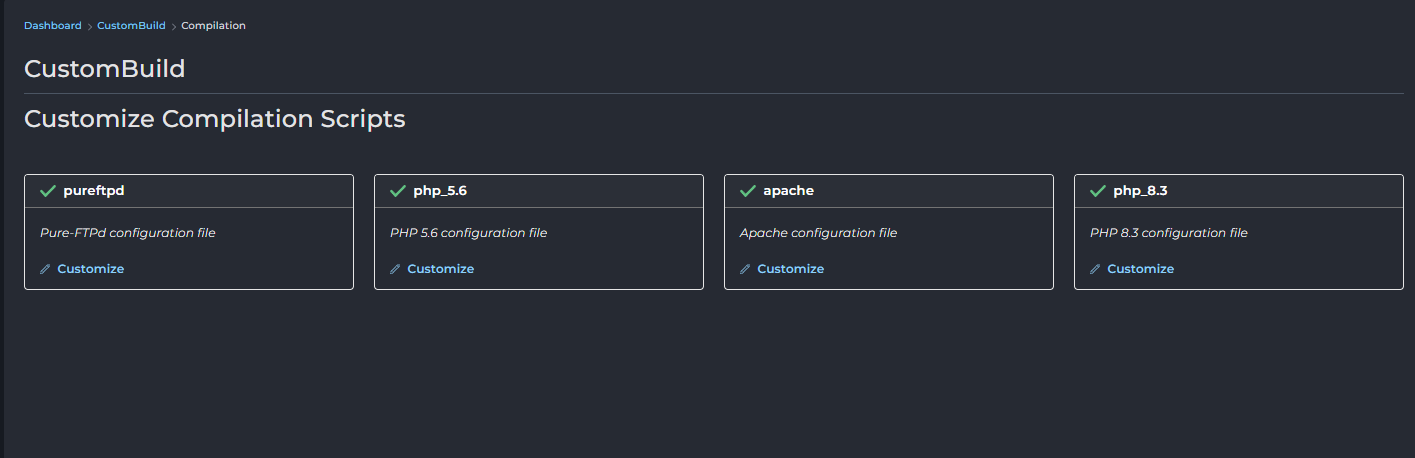 Dashboard > CustomBuild > Compilation
CustomBuild
Customize Compilation Scripts
pureftpd
Pure-FTPd configuration file
Customize
php_5.6
PHP 5.6 configuration file
Customize
apache
Apache configuration file
Customize
php_8.3
PHP 8.3 configuration file
Customize